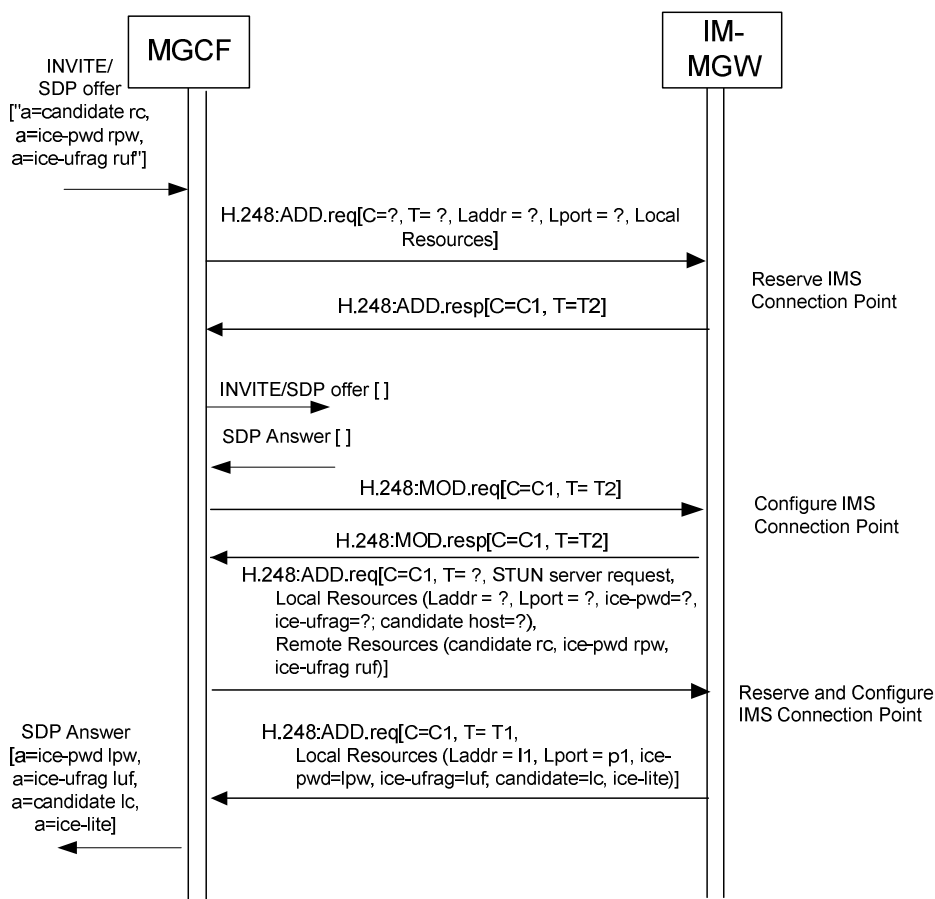 MGCF
IM-
MGW
INVITE/
SDP offer
["a=candidate rc,
a=ice-pwd rpw,
a=ice-ufrag ruf"]
H.248:ADD.req[C=?, T= ?, Laddr = ?, Lport = ?, Local
Resources]
Reserve IMS
Connection Point
H.248:ADD.resp[C=C1, T=T2]
INVITE/SDP offer [ ]
SDP Answer [ ]
H.248:MOD.req[C=C1, T= T2]
Configure IMS
Connection Point
H.248:MOD.resp[C=C1, T=T2]
H.248:ADD.req[C=C1, T= ?, STUN server request,
Local Resources (Laddr = ?, Lport = ?, ice-pwd=?,
ice-ufrag=?; candidate host=?),
Remote Resources (candidate rc, ice-pwd rpw,
ice-ufrag ruf)]
Reserve and Configure
IMS Connection Point
H.248:ADD.req[C=C1, T= T1,
Local Resources (Laddr = l1, Lport = p1, ice-
pwd=lpw, ice-ufrag=luf; candidate=lc, ice-lite)]
SDP Answer
[a=ice-pwd lpw,
a=ice-ufrag luf,
a=candidate lc,
a=ice-lite]